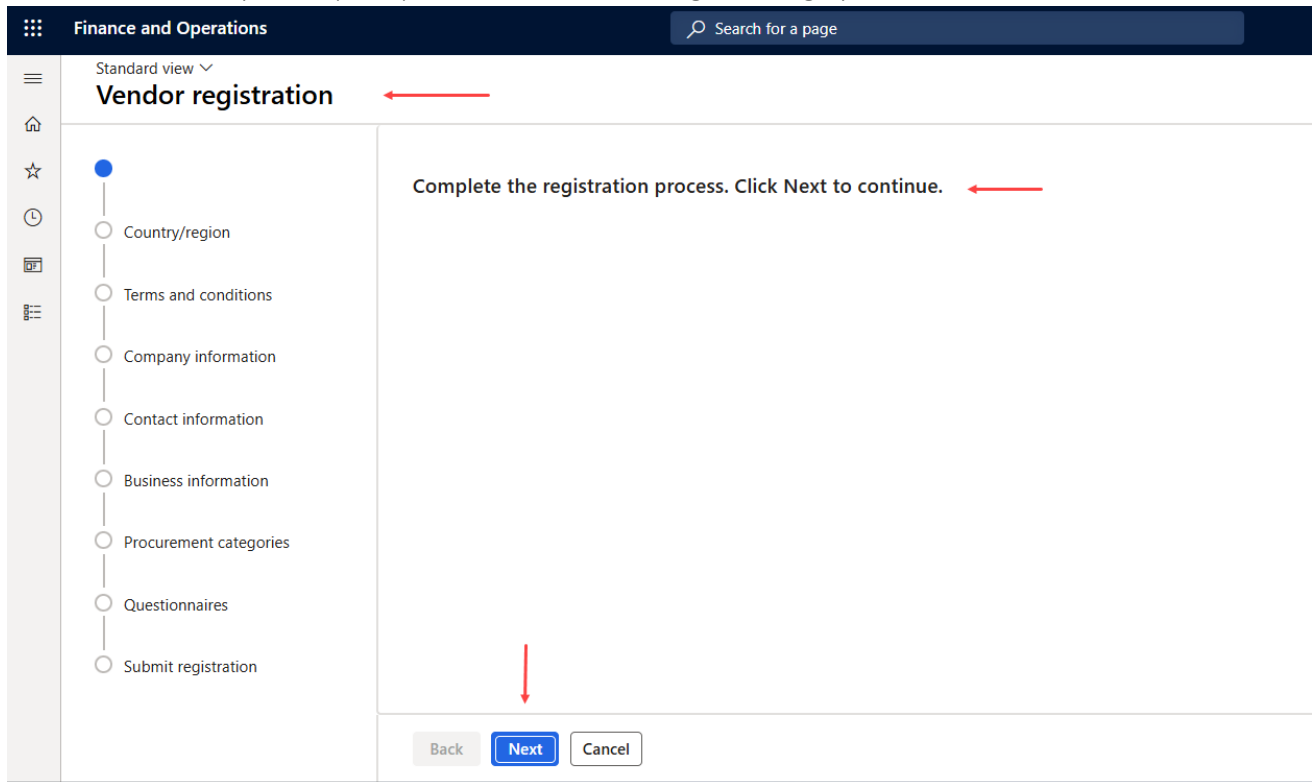 Finance and Operations
Search for a page
Standard view
Vendor registration
Complete the registration process. Click Next to continue.
Country/region
Terms and conditions
Company information
Contact information
Business information
Procurement categories
Questionnaires
Submit registration
Back Next Cancel